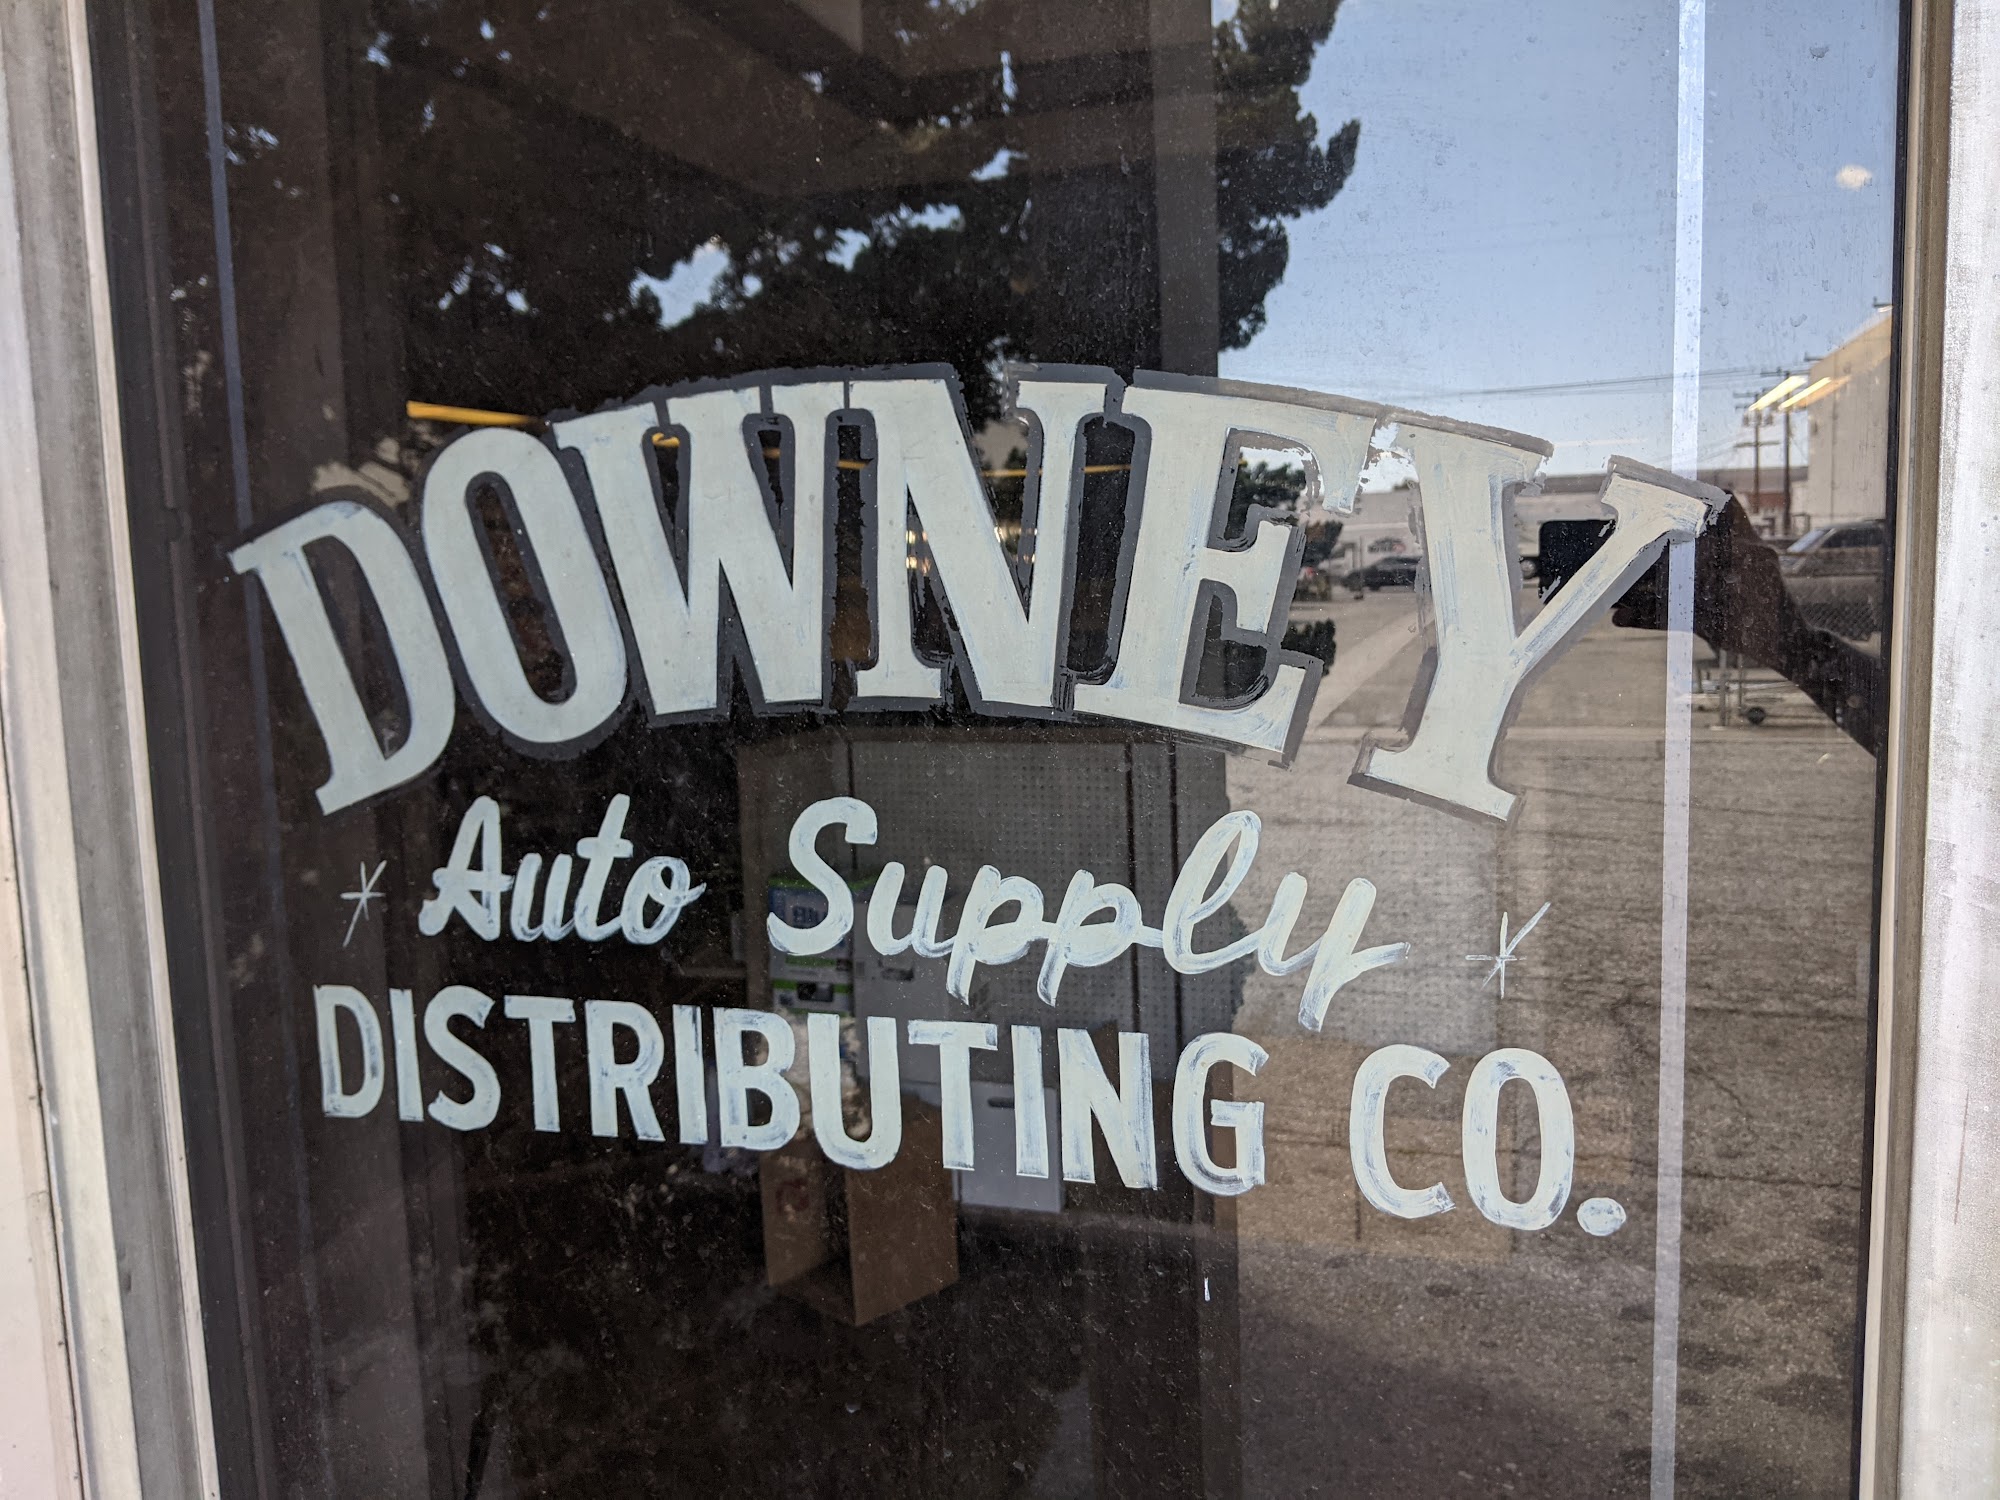 DOWNEY
Auto Supply
DISTRIBUTING CO.